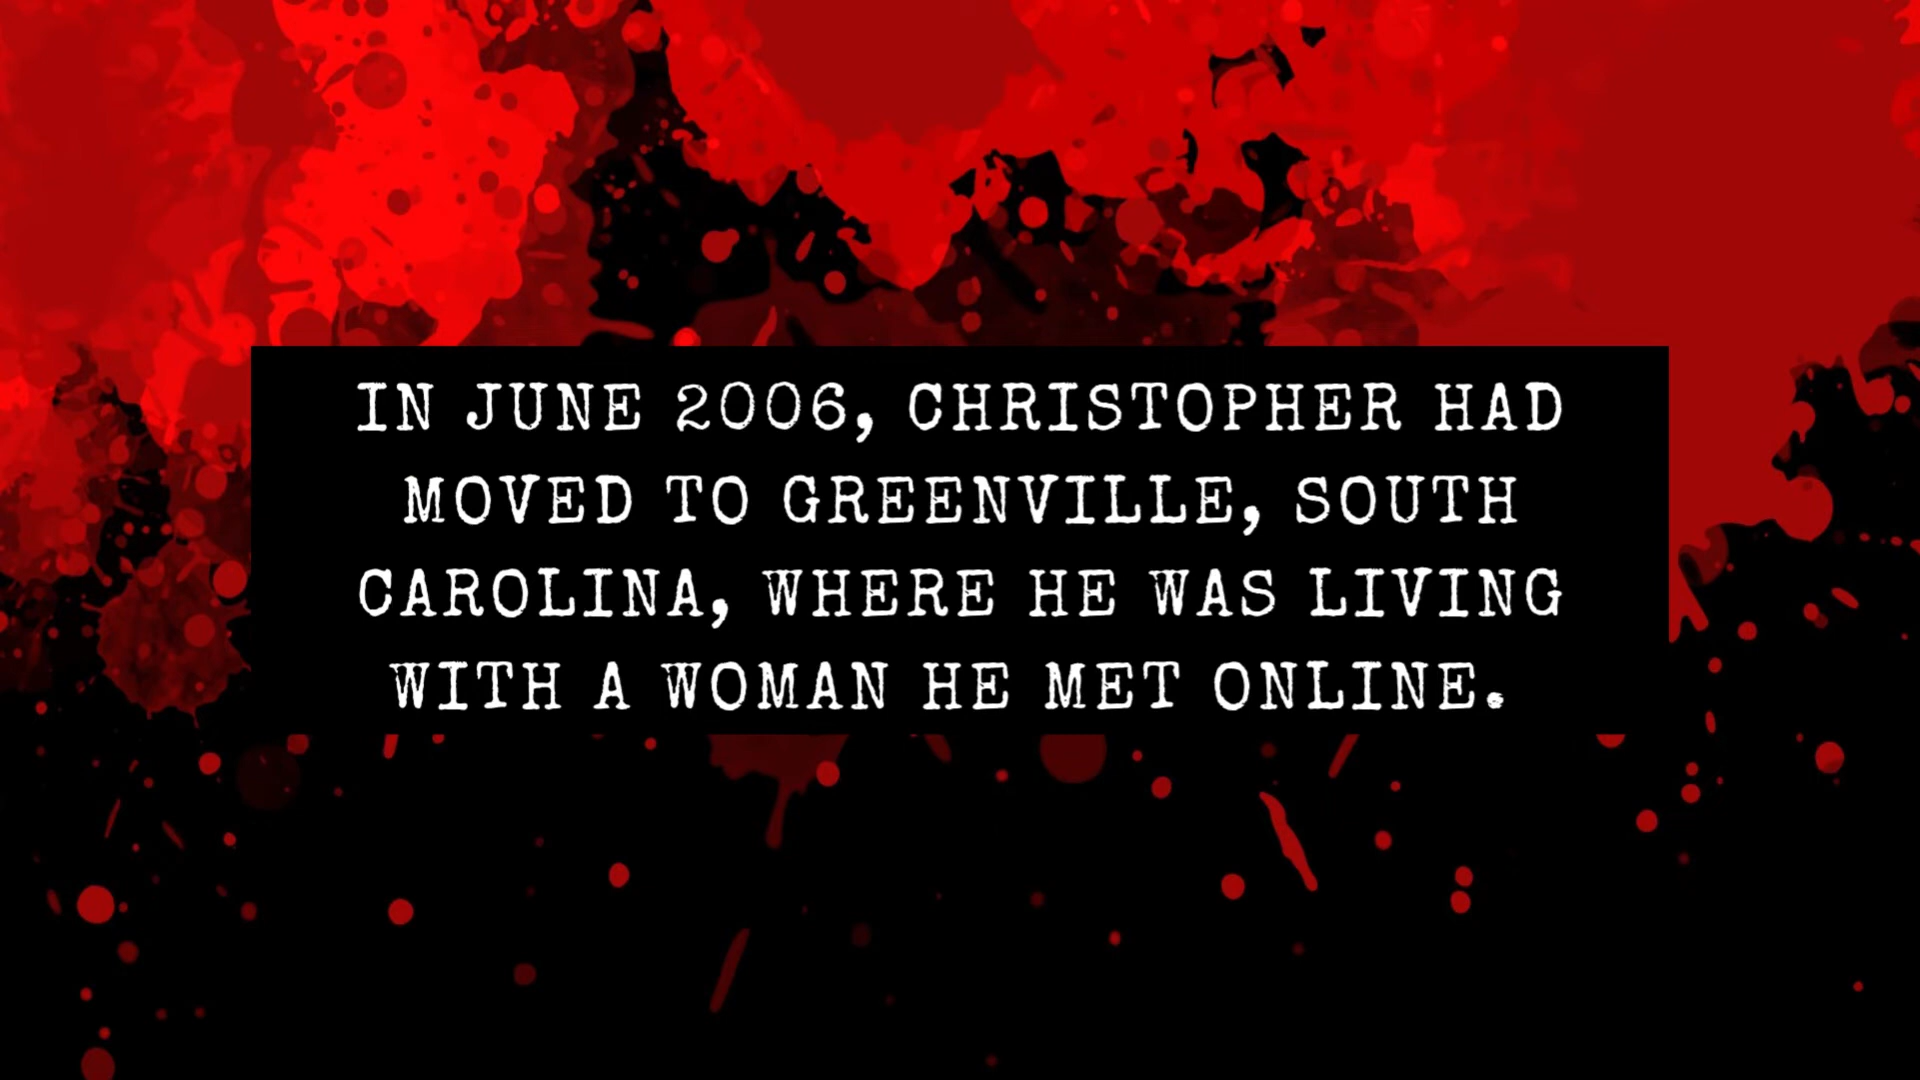 IN JUNE 2006, CHRISTOPHER HAD
MOVED TO GREENVILLE, SOUTH
CAROLINA, WHERE HE WAS LIVING
WITH A WOMAN HE MET ONLINE.